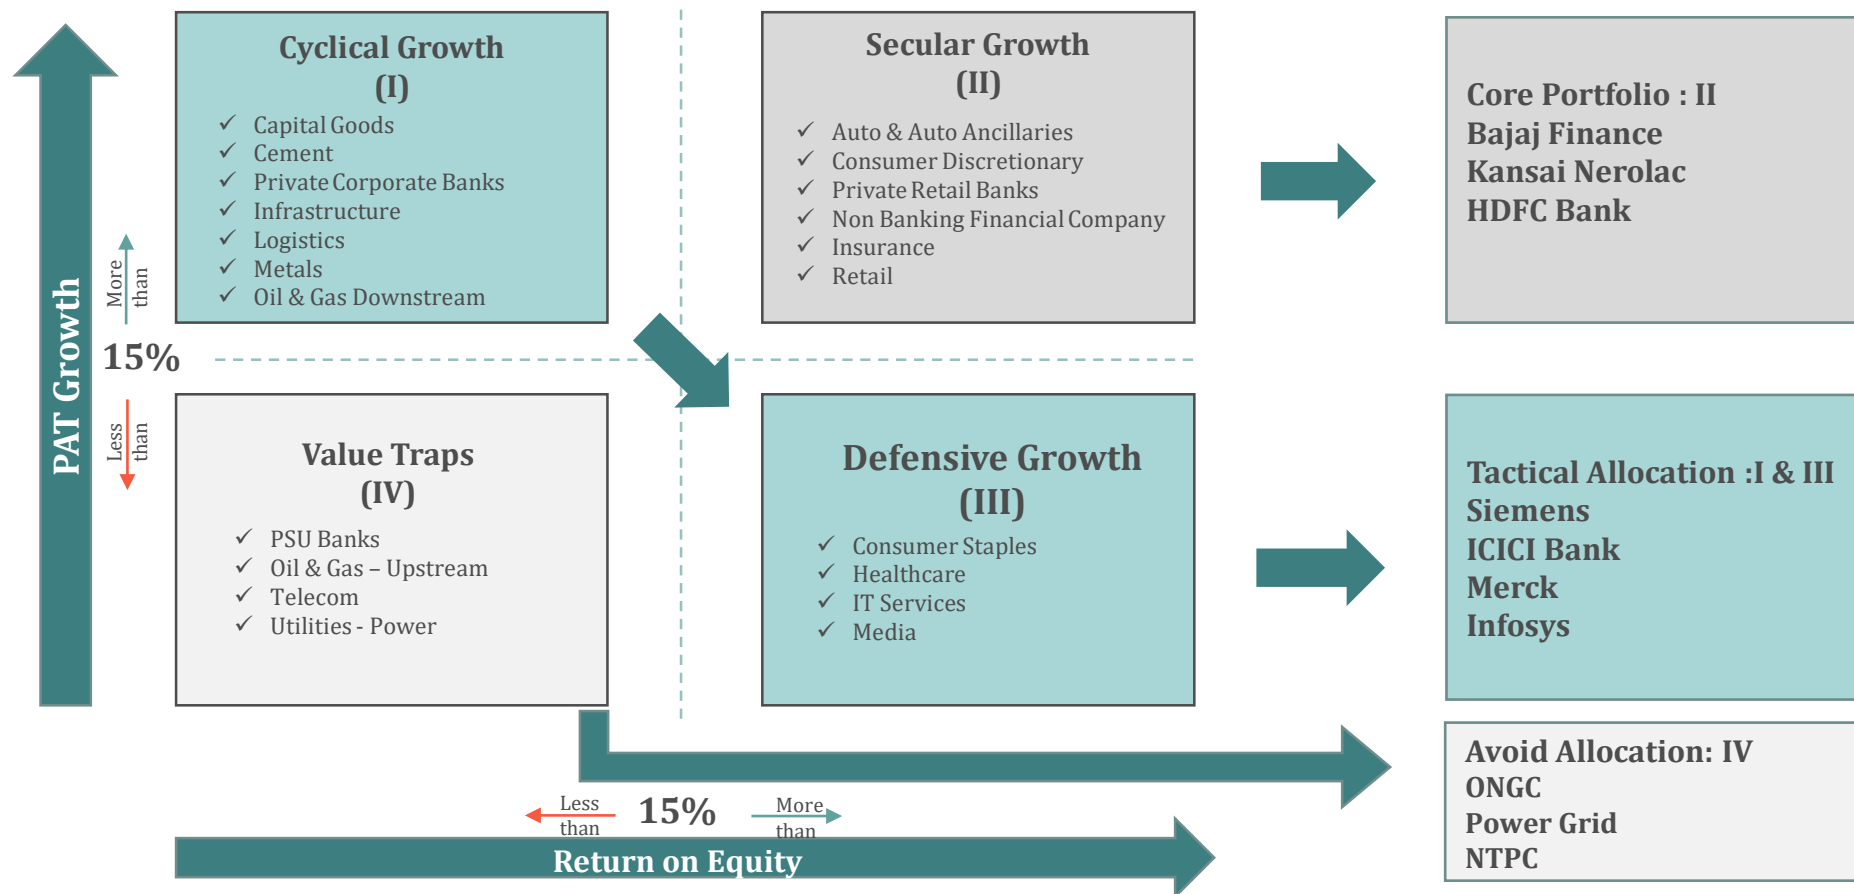 Cyclical Growth
(I)
✓ Capital Goods
✓ Cement
✓ Private Corporate Banks
✓ Infrastructure
✓ Logistics
✓ Metals
✓ Oil & Gas Downstream
Secular Growth
(II)
✓ Auto & Auto Ancillaries
✓ Consumer Discretionary
✓ Private Retail Banks
✓ Non Banking Financial Company
✓ Insurance
✓ Retail
Core Portfolio : II
Bajaj Finance
Kansai Nerolac
HDFC Bank
PAT Growth
More
than
15%
Less
than
Value Traps
(IV)
✓ PSU Banks
✓ Oil & Gas – Upstream
✓ Telecom
✓ Utilities - Power
Defensive Growth
(III)
✓ Consumer Staples
✓ Healthcare
✓ IT Services
✓ Media
Tactical Allocation :I & III
Siemens
ICICI Bank
Merck
Infosys
Avoid Allocation: IV
ONGC
Power Grid
NTPC
Less
than
15%
More
than
Return on Equity